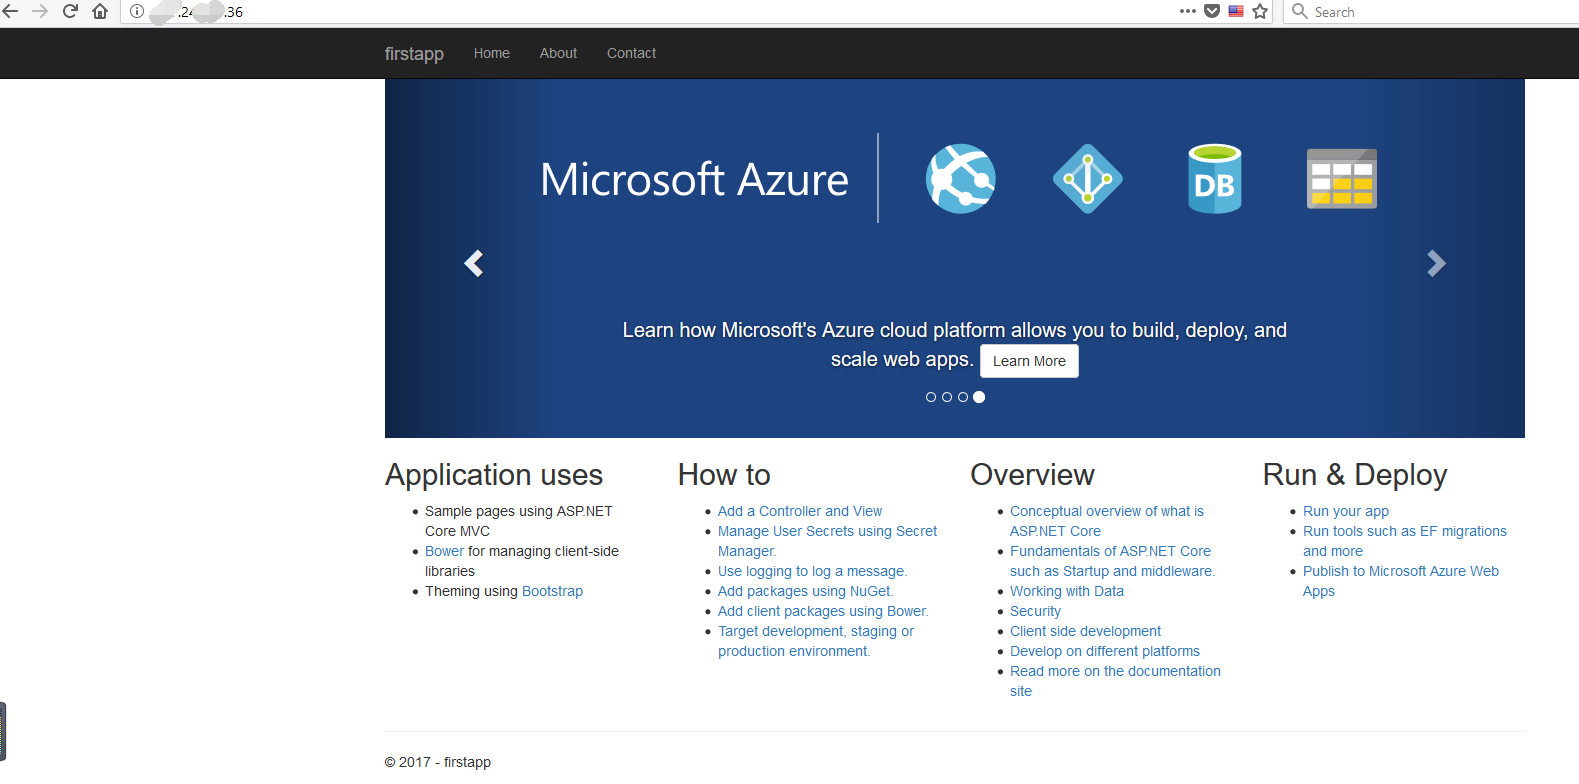 .36
Search
firstapp Home About Contact
Microsoft Azure
DB
Learn how Microsoft's Azure cloud platform allows you to build, deploy, and
scale web apps. Learn More
Application uses
Sample pages using ASP.NET
Core MVC
Bower for managing client-side
libraries
Theming using Bootstrap
How to
Add a Controller and View
Manage User Secrets using Secret
Manager.
Use logging to log a message.
Add packages using NuGet.
Add client packages using Bower.
Target development, staging or
production environment.
Overview
Conceptual overview of what is
ASP.NET Core
Fundamentals of ASP.NET Core
such as Startup and middleware.
Working with Data
Security
Client side development
Develop on different platforms
Read more on the documentation
site
Run & Deploy
Run your app
Run tools such as EF migrations
and more
Publish to Microsoft Azure Web
Apps
© 2017 - firstapp